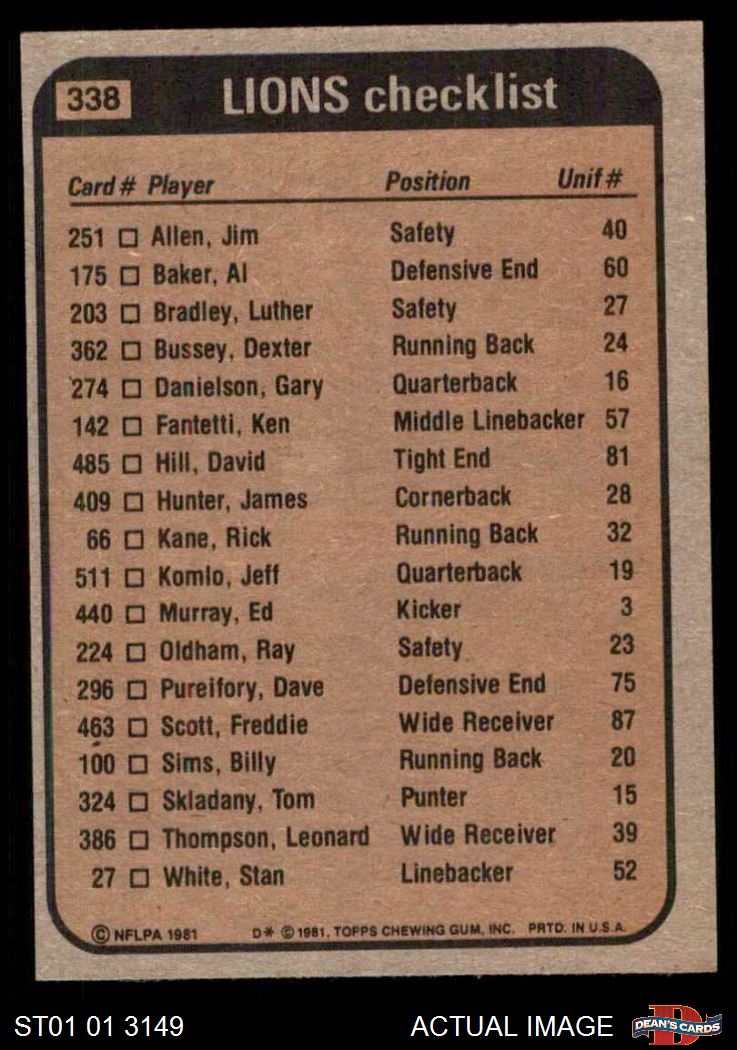 338 LIONS checklist
Card # Player Position Unif #
251 Allen, Jim Safety 40
175 Baker, Al Defensive End 60
203 Bradley, Luther Safety 27
362 Bussey, Dexter Running Back 24
274 Danielson, Gary Quarterback 16
142 Fantetti, Ken Middle Linebacker 57
485 Hill, David Tight End 81
409 Hunter, James Cornerback 28
66 Kane, Rick Running Back 32
511 Komlo, Jeff Quarterback 19
440 Murray, Ed Kicker 3
224 Oldham, Ray Safety 23
296 Pureifory, Dave Defensive End 75
463 Scott, Freddie Wide Receiver 87
100 Sims, Billy Running Back 20
324 Skladany, Tom Punter 15
386 Thompson, Leonard Wide Receiver 39
27 White, Stan Linebacker 52
© NFLPA 1981 D* © 1981, TOPPS CHEWING GUM, INC. PRTD. IN U.S.A.
ST01 01 3149 ACTUAL IMAGE D DEAN'S CARDS